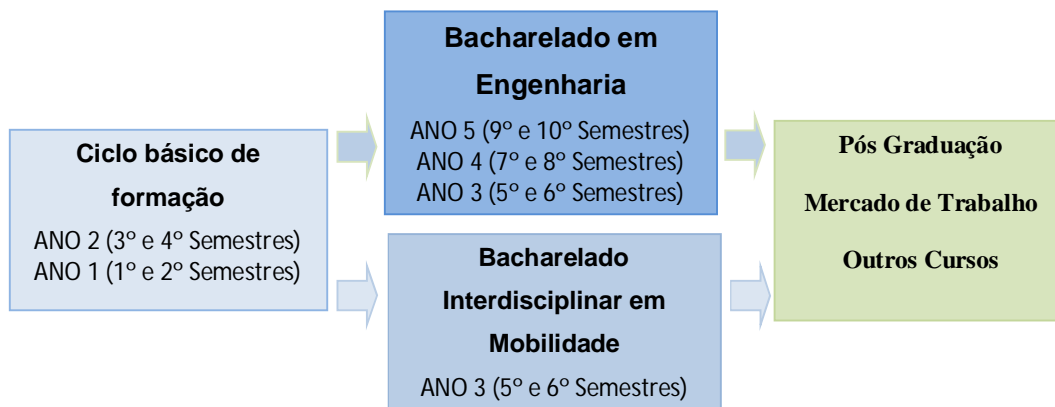 Ciclo básico de
formação
ANO 2 (3º e 4º Semestres)
ANO 1 (1º e 2º Semestres)
Bacharelado em
Engenharia
ANO 5 (9º e 10º Semestres)
ANO 4 (7º e 8º Semestres)
ANO 3 (5º e 6º Semestres)
Bacharelado
Interdisciplinar em
Mobilidade
ANO 3 (5º e 6º Semestres)
Pós Graduação
Mercado de Trabalho
Outros Cursos